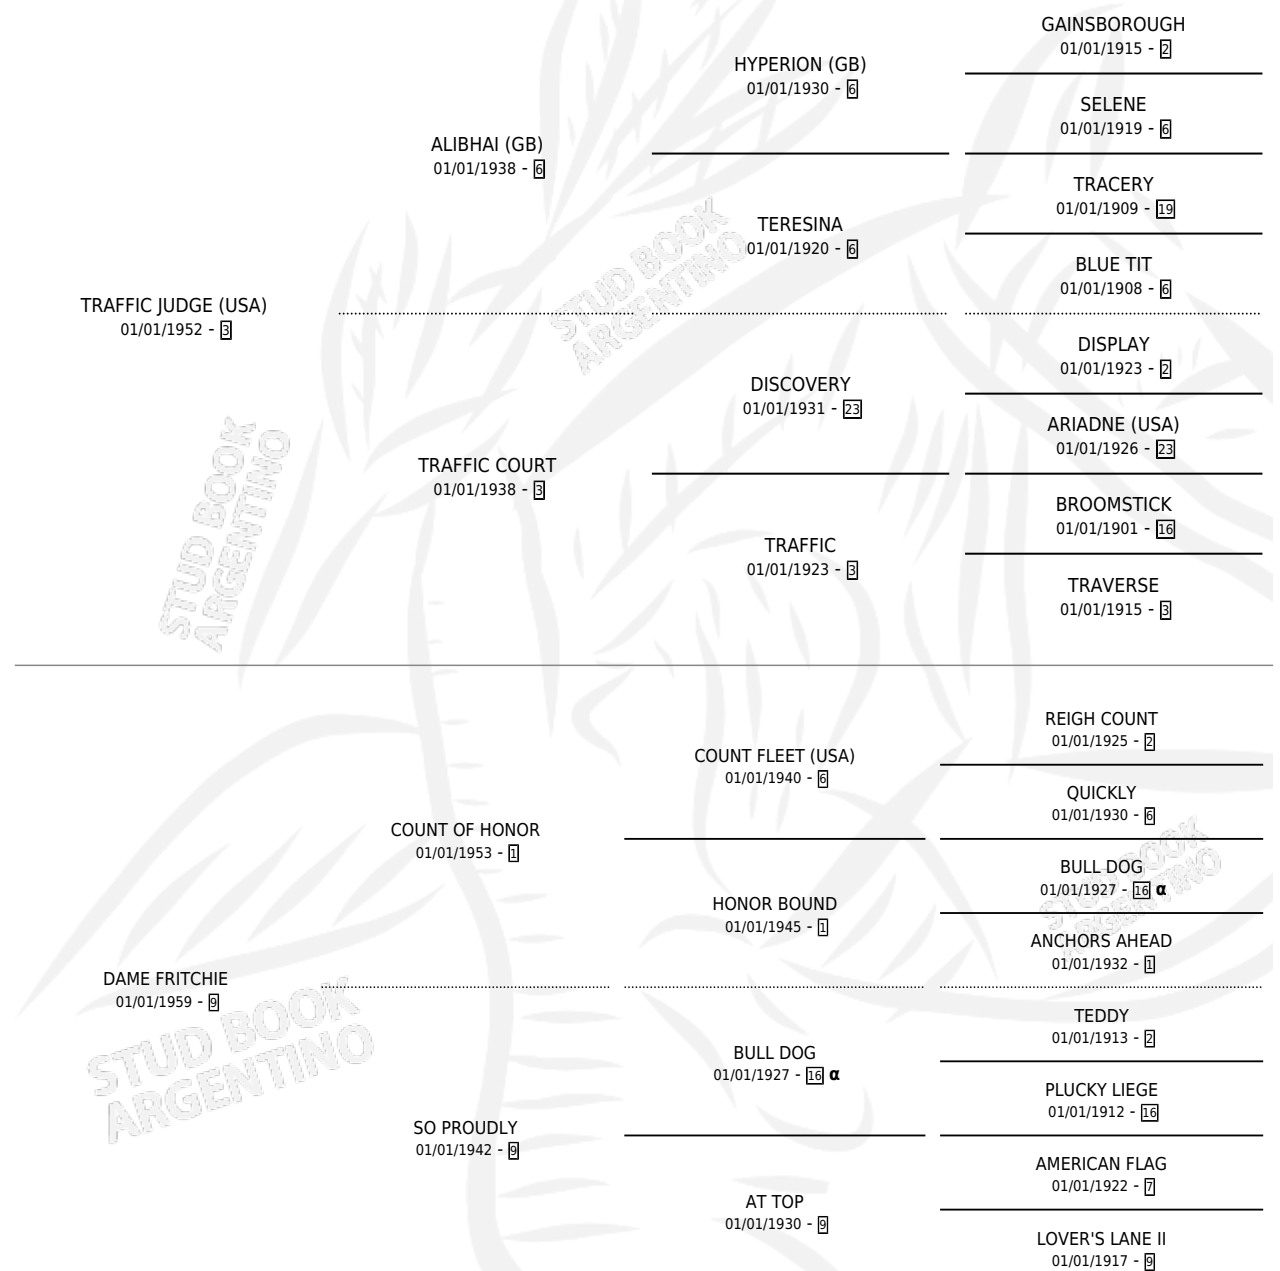 GAINSBOROUGH
01/01/1915 - 2
HYPERION (GB)
01/01/1930 - 6
SELENE
01/01/1919 - 6
ALIBHAI (GB)
01/01/1938 - 6
TRACERY
01/01/1909 - 19
TERESINA
01/01/1920 - 6
BLUE TIT
01/01/1908 - 6
TRAFFIC JUDGE (USA)
01/01/1952 - 3
STUD BOOK
ARGENTINO
DISPLAY
01/01/1923 - 2
DISCOVERY
01/01/1931 - 23
ARIADNE (USA)
01/01/1926 - 23
TRAFFIC COURT
01/01/1938 - 3
BROOMSTICK
01/01/1901 - 16
TRAFFIC
01/01/1923 - 3
TRAVERSE
01/01/1915 - 3
STUD BOOK
ARGENTINO
REIGH COUNT
01/01/1925 - 2
COUNT FLEET (USA)
01/01/1940 - 6
QUICKLY
01/01/1930 - 6
COUNT OF HONOR
01/01/1953 - 1
BULL DOG
01/01/1927 - 16 α
HONOR BOUND
01/01/1945 - 1
STUD BOOK
ARGENTINO
ANCHORS AHEAD
01/01/1932 - 1
DAME FRITCHIE
01/01/1959 - 9
STUD BOOK
ARGENTINO
TEDDY
01/01/1913 - 2
BULL DOG
01/01/1927 - 16 α
PLUCKY LIEGE
01/01/1912 - 16
SO PROUDLY
01/01/1942 - 9
AMERICAN FLAG
01/01/1922 - 7
AT TOP
01/01/1930 - 9
LOVER'S LANE II
01/01/1917 - 9